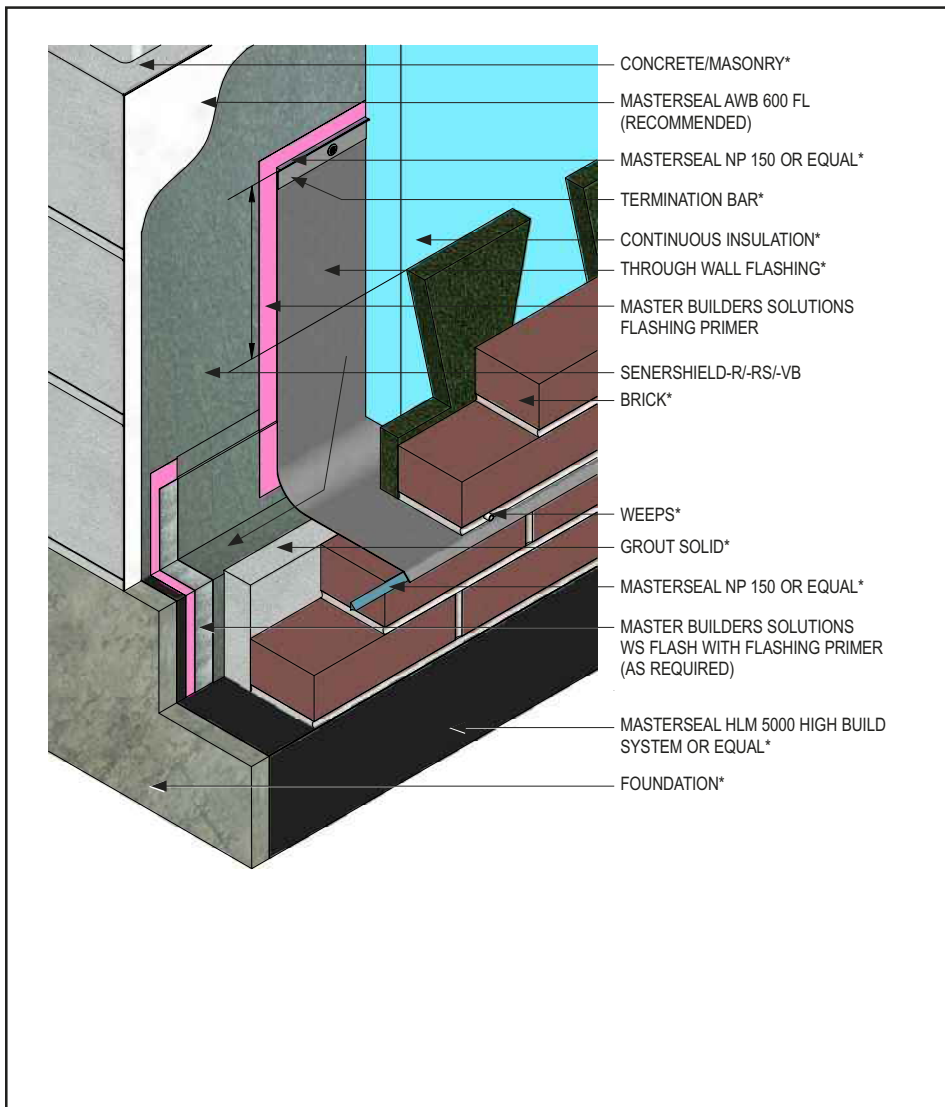 CONCRETE/MASONRY*
MASTERSEAL AWB 600 FL
(RECOMMENDED)
MASTERSEAL NP 150 OR EQUAL*
TERMINATION BAR*
CONTINUOUS INSULATION*
THROUGH WALL FLASHING*
MASTER BUILDERS SOLUTIONS
FLASHING PRIMER
SENERSHIELD-R/-RS/-VB
BRICK*
WEEPS*
GROUT SOLID*
MASTERSEAL NP 150 OR EQUAL*
MASTER BUILDERS SOLUTIONS
WS FLASH WITH FLASHING PRIMER
(AS REQUIRED)
MASTERSEAL HLM 5000 HIGH BUILD
SYSTEM OR EQUAL*
FOUNDATION*